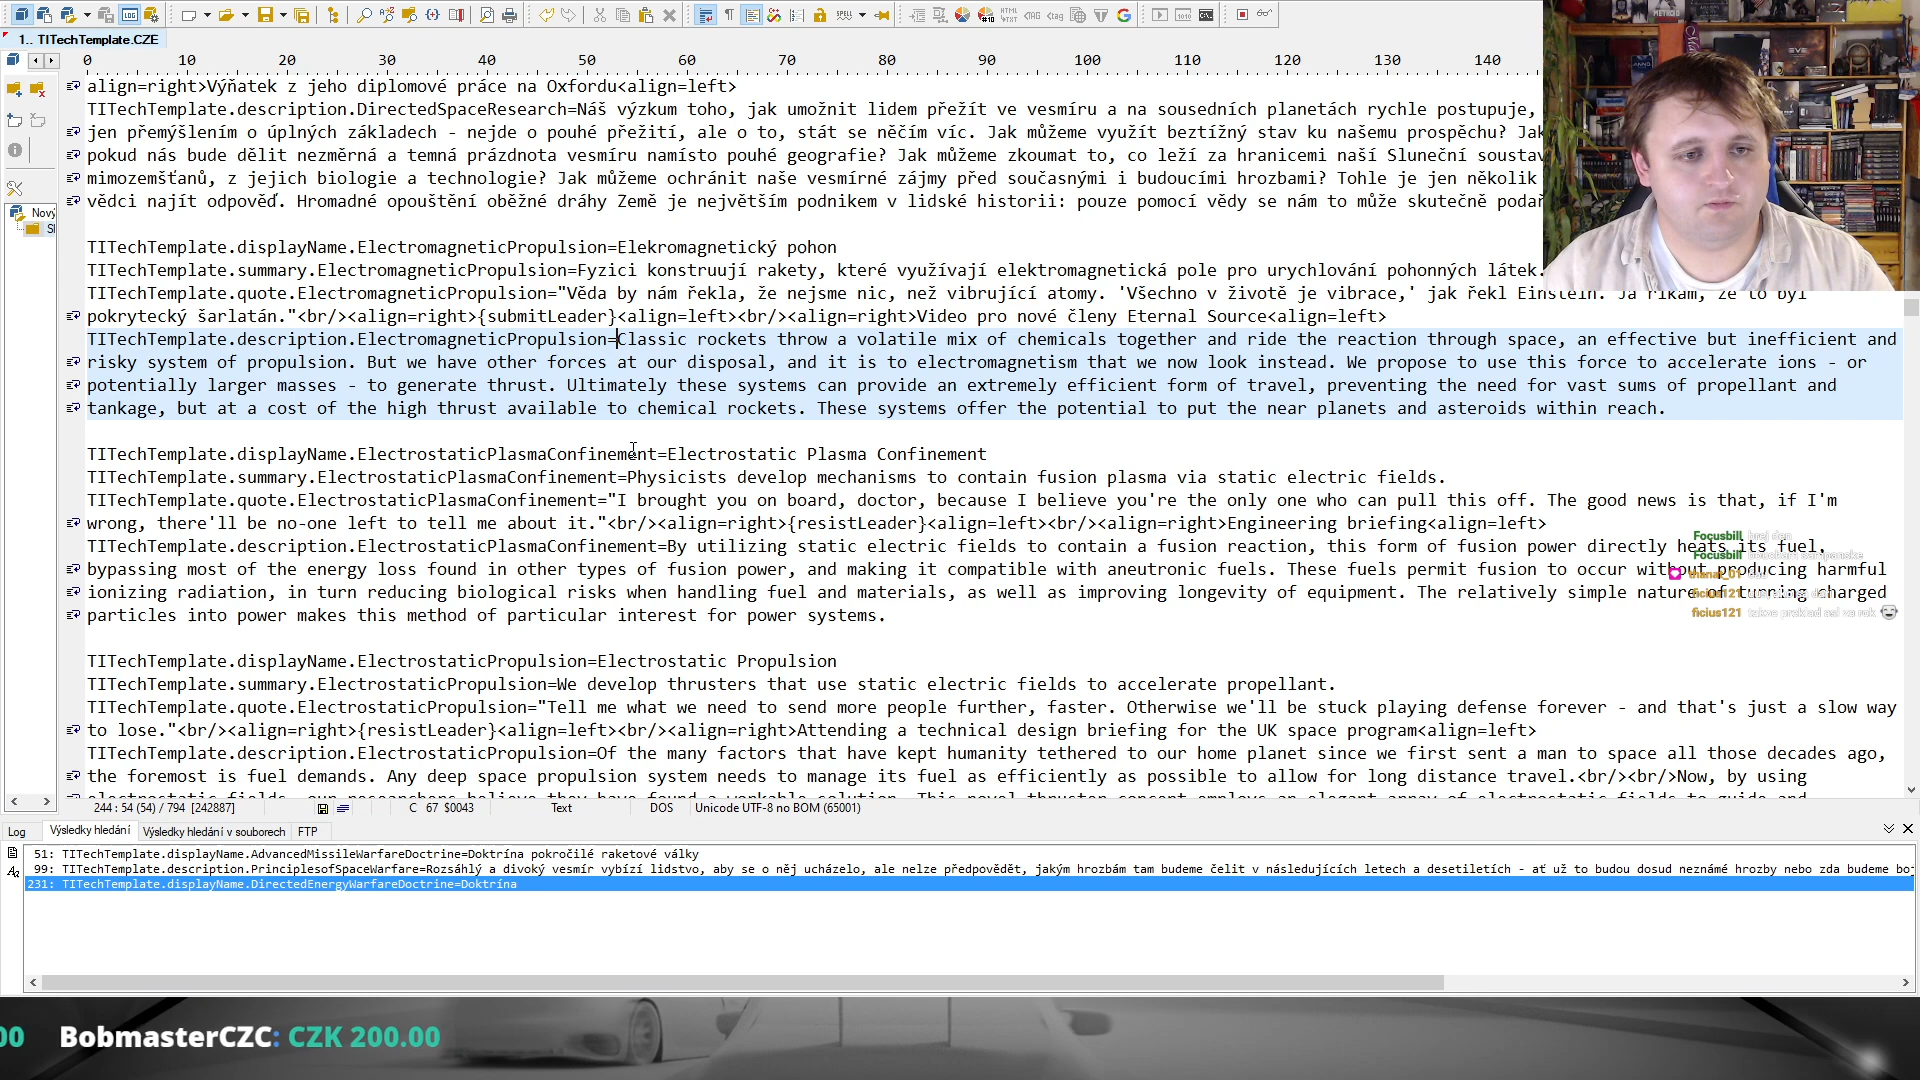 1.. TITechTemplate.CZE
0 10 20 30 40 50 60 70 80 90 100 110 120 130 140
align=right>Výňatek z jeho diplomové práce na Oxfordu<align=left>
TITechTemplate.description.DirectedSpaceResearch=Náš výzkum toho, jak umožnit lidem přežít ve vesmíru a na sousedních planetách rychle postupuje,
jen přemýšlením o úplných základech - nejde o pouhé přežití, ale o to, stát se něčím víc. Jak můžeme využít beztížný stav ku našemu prospěchu? Jak
pokud nás bude dělit nezměrná a temná prázdnota vesmíru namísto pouhé geografie? Jak můžeme zkoumat to, co leží za hranicemi naší Sluneční soustav
mimozemšťanů, z jejich biologie a technologie? Jak můžeme ochránit naše vesmírné zájmy před současnými i budoucími hrozbami? Tohle je jen několik
vědci najít odpověď. Hromadné opouštění oběžné dráhy Země je největším podnikem v lidské historii: pouze pomocí vědy se nám to může skutečně podař
TITechTemplate.displayName.ElectromagneticPropulsion=Elekromagnetický pohon
TITechTemplate.summary.ElectromagneticPropulsion=Fyzici konstruují rakety, které využívají elektromagnetická pole pro urychlování pohonných látek.
TITechTemplate.quote.ElectromagneticPropulsion="Věda by nám řekla, že nejsme nic, než vibrující atomy. 'Všechno v životě je vibrace,' jak řekl Einstein. Já říkám, že to byl
pokrytecký šarlatán."<br/><align=right>{submitLeader}<align=left><br/><align=right>Video pro nové členy Eternal Source<align=left>
TITechTemplate.description.ElectromagneticPropulsion=Classic rockets throw a volatile mix of chemicals together and ride the reaction through space, an effective but inefficient and
risky system of propulsion. But we have other forces at our disposal, and it is to electromagnetism that we now look instead. We propose to use this force to accelerate ions - or
potentially larger masses - to generate thrust. Ultimately these systems can provide an extremely efficient form of travel, preventing the need for vast sums of propellant and
tankage, but at a cost of the high thrust available to chemical rockets. These systems offer the potential to put the near planets and asteroids within reach.
TITechTemplate.displayName.ElectrostaticPlasmaConfinement=Electrostatic Plasma Confinement
TITechTemplate.summary.ElectrostaticPlasmaConfinement=Physicists develop mechanisms to contain fusion plasma via static electric fields.
TITechTemplate.quote.ElectrostaticPlasmaConfinement="I brought you on board, doctor, because I believe you're the only one who can pull this off. The good news is that, if I'm
wrong, there'll be no-one left to tell me about it."<br/><align=right>{resistLeader}<align=left><br/><align=right>Engineering briefing<align=left>
TITechTemplate.description.ElectrostaticPlasmaConfinement=By utilizing static electric fields to contain a fusion reaction, this form of fusion power directly heats its fuel,
bypassing most of the energy loss found in other types of fusion power, and making it compatible with aneutronic fuels. These fuels permit fusion to occur without producing harmful
ionizing radiation, in turn reducing biological risks when handling fuel and materials, as well as improving longevity of equipment. The relatively simple nature of turning charged
particles into power makes this method of particular interest for power systems.
Focusbill
Focusbill
thanar_01
ficius121
ficius121
TITechTemplate.displayName.ElectrostaticPropulsion=Electrostatic Propulsion
TITechTemplate.summary.ElectrostaticPropulsion=We develop thrusters that use static electric fields to accelerate propellant.
TITechTemplate.quote.ElectrostaticPropulsion="Tell me what we need to send more people further, faster. Otherwise we'll be stuck playing defense forever - and that's just a slow way
to lose."<br/><align=right>{resistLeader}<align=left><br/><align=right>Attending a technical design briefing for the UK space program<align=left>
TITechTemplate.description.ElectrostaticPropulsion=Of the many factors that have kept humanity tethered to our home planet since we first sent a man to space all those decades ago,
the foremost is fuel demands. Any deep space propulsion system needs to manage its fuel as efficiently as possible to allow for long distance travel.<br/><br/>Now, by using
Nový
244 : 54 (54) / 794 [242887] C 67 $0043 Text DOS Unicode UTF-8 no BOM (65001)
Log Výsledky hledání Výsledky hledání v souborech FTP
51: TITechTemplate.displayName.AdvancedMissileWarfareDoctrine=Doktrína pokročilé raketové války
99: TITechTemplate.description.PrinciplesofSpaceWarfare=Rozsáhlý a divoký vesmír vybízí lidstvo, aby se o něj ucházelo, ale nelze předpovědět, jakým hrozbám tam budeme čelit v následujících letech a desetiletích - ať už to budou dosud neznámé hrozby nebo zda budeme bo
231: TITechTemplate.displayName.DirectedEnergyWarfareDoctrine=Doktrína
00 BobmasterCZC: CZK 200.00